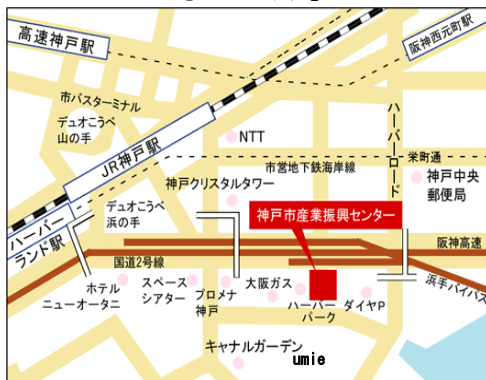 高速神戸駅
阪神西元町駅
市バスターミナル
デュオこうべ
山の手
NTT
ハーバーロード
JR神戸駅
市営地下鉄海岸線
栄町通
神戸クリスタルタワー
神戸中央
郵便局
デュオこうべ
浜の手
神戸市産業振興センター
ハーバー
ランド駅
阪神高速
国道2号線
ホテル
ニューオータニ
スペース
シアター
プロメナ
神戸
大阪ガス
ハーバー
パーク
ダイヤP
浜手バイパス
キャナルガーデン
umie